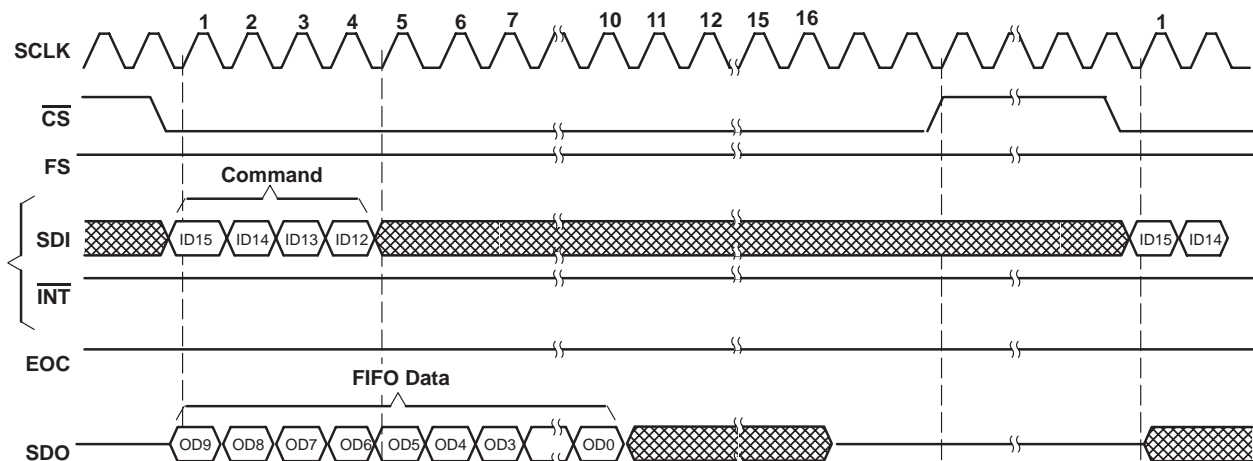 1 2 3 4 5 6 7 10 11 12 15 16 1
SCLK
CS
FS
Command
SDI ID15 ID14 ID13 ID12 ID15 ID14
INT
EOC
FIFO Data
SDO OD9 OD8 OD7 OD6 OD5 OD4 OD3 OD0